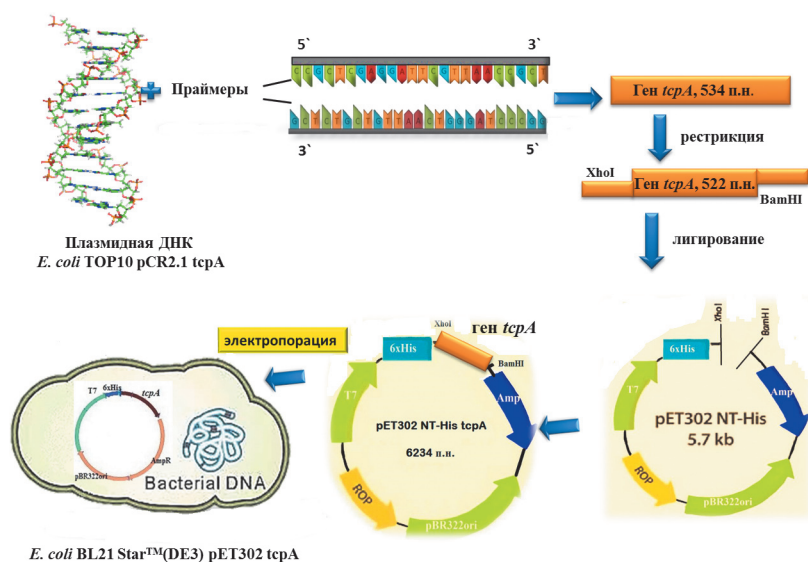 5` 3`
CCGCTCGAGGATTCGTTAACCGCT
Праймеры
3` 5`
Ген tcpA, 534 п.н.
рестрикция
XhoI
Ген tcpA, 522 п.н.
BamHI
лигирование
Плазмидная ДНК
E. coli TOP10 pCR2.1 tcpA
электропорация
T7
6xHis
tcpA
AmpR
pBR322ori
Bacterial DNA
E. coli BL21 Star™(DE3) pET302 tcpA
ген tcpA
XhoI
6xHis
BamHI
T7
Amp
pET302 NT-His tcpA
6234 п.н.
ROP
pBR322ori
XhoI
BamHI
6xHis
T7
Amp
pET302 NT-His
5.7 kb
ROP
pBR322ori